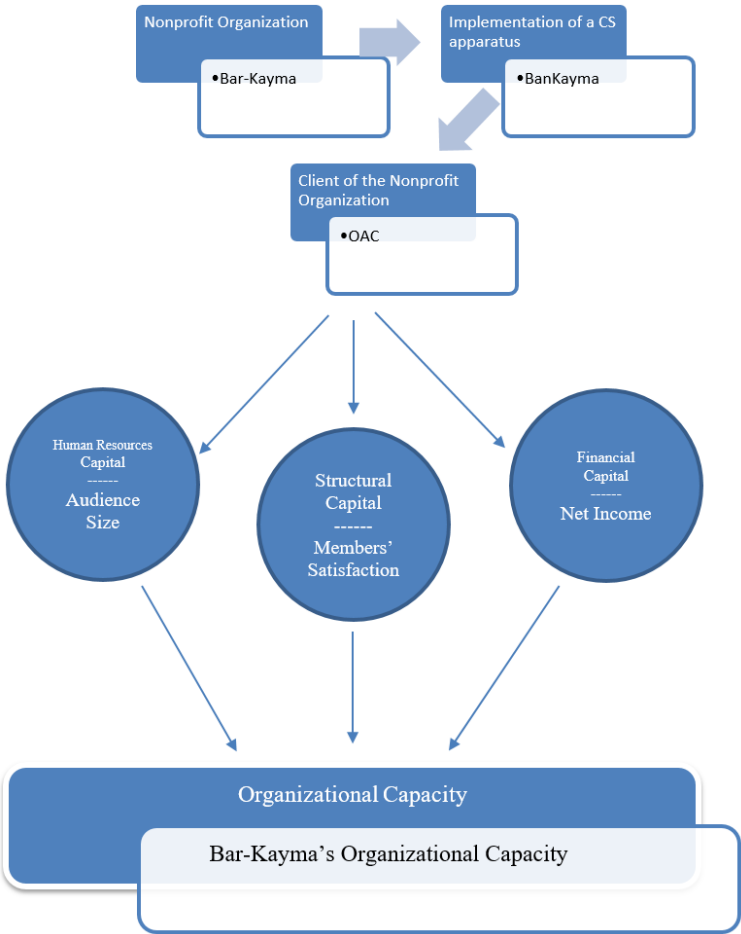 Nonprofit Organization
•Bar-Kayma
Implementation of a CS
apparatus
•BanKayma
Client of the Nonprofit
Organization
•OAC
Human Resources
Capital
------
Audience
Size
Structural
Capital
------
Members’
Satisfaction
Financial
Capital
------
Net Income
Organizational Capacity
Bar-Kayma’s Organizational Capacity